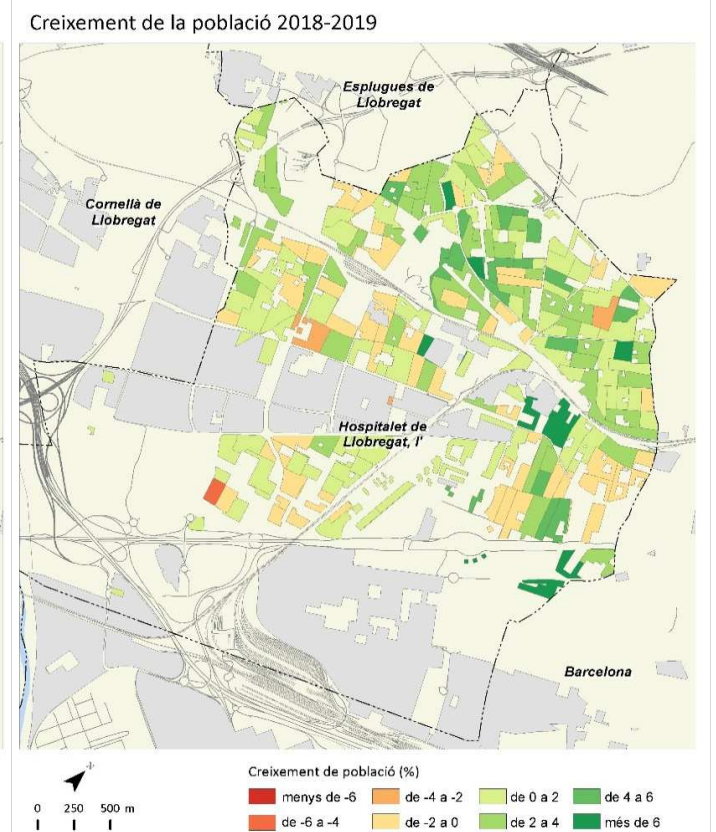 Creixement de la població 2018-2019
Esplugues de
Llobregat
Cornellà de
Llobregat
Hospitalet de
Llobregat, l'
Barcelona
0 250 500 m
Creixement de població (%)
menys de -6 de -4 a -2 de 0 a 2 de 4 a 6
de -6 a -4 de -2 a 0 de 2 a 4 més de 6